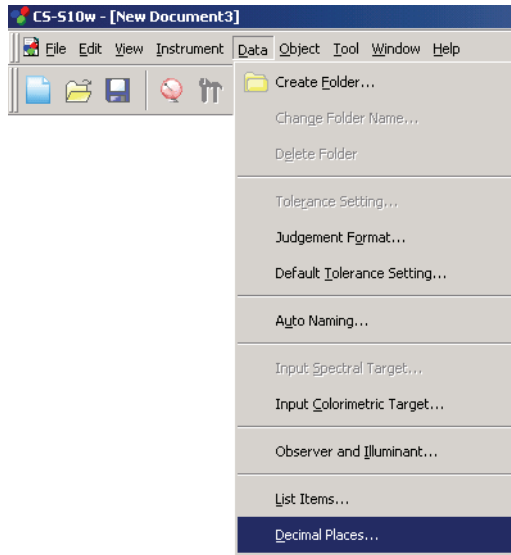 CS-S10w - [New Document3]
File Edit View Instrument Data Object Tool Window Help
Create Folder...
Change Folder Name...
Delete Folder
Tolerance Setting...
Judgement Format...
Default Tolerance Setting...
Auto Naming...
Input Spectral Target...
Input Colorimetric Target...
Observer and Illuminant...
List Items...
Decimal Places...